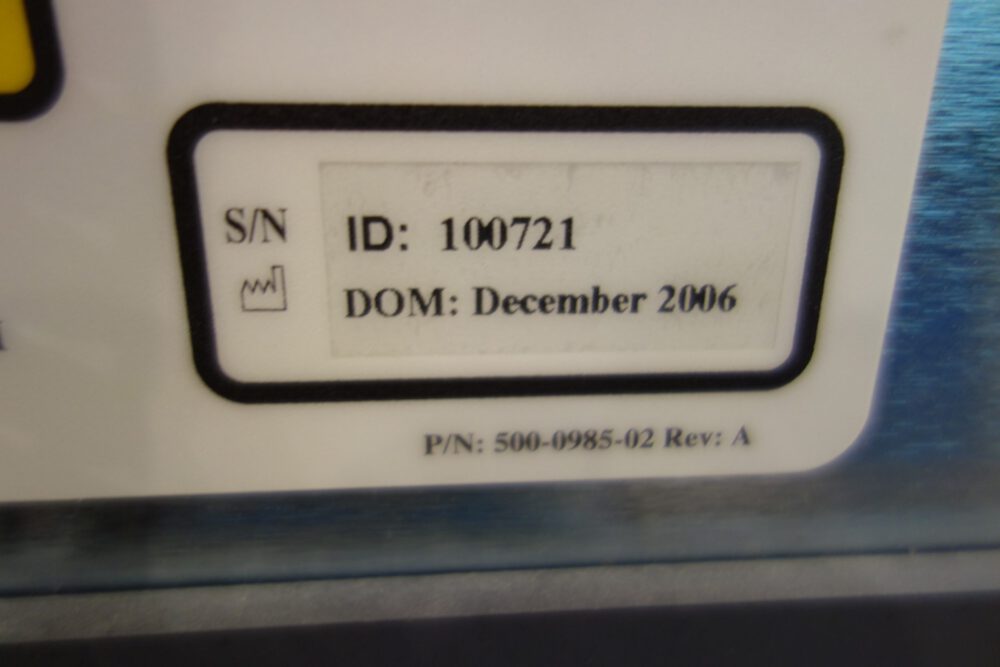 S/N ID: 100721
DOM: December 2006
P/N: 500-0985-02 Rev: A